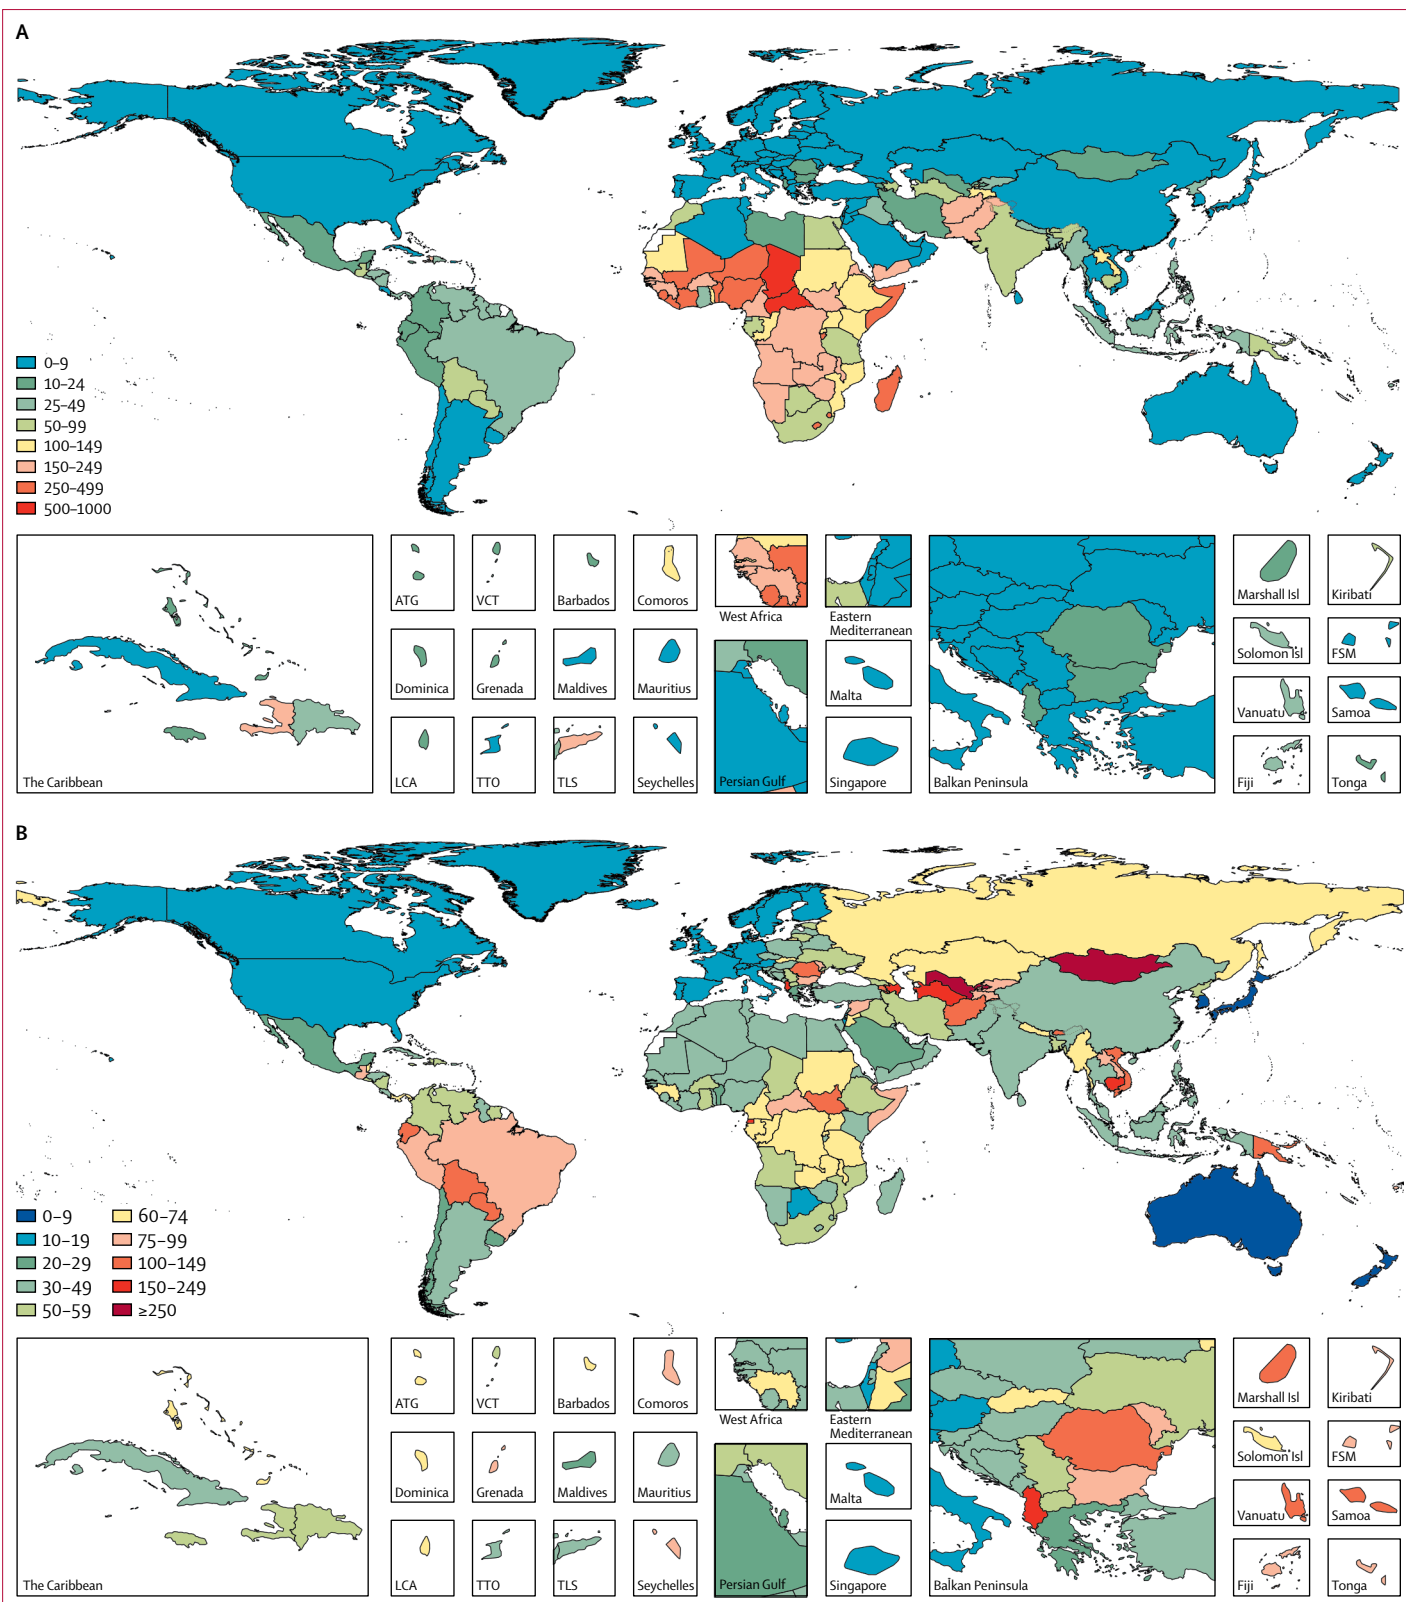 A
0–9
10–24
25–49
50–99
100–149
150–249
250–499
500–1000
The Caribbean
ATG
VCT
Barbados
Comoros
Dominica
Grenada
Maldives
Mauritius
LCA
TTO
TLS
Seychelles
West Africa
Eastern
Mediterranean
Persian Gulf
Malta
Singapore
Balkan Peninsula
Marshall Isl
Kiribati
Solomon Isl
FSM
Vanuatu
Samoa
Fiji
Tonga
B
0–9
10–19
20–29
30–49
50–59
60–74
75–99
100–149
150–249
≥250
The Caribbean
ATG
VCT
Barbados
Comoros
Dominica
Grenada
Maldives
Mauritius
LCA
TTO
TLS
Seychelles
West Africa
Eastern
Mediterranean
Persian Gulf
Malta
Singapore
Balkan Peninsula
Marshall Isl
Kiribati
Solomon Isl
FSM
Vanuatu
Samoa
Fiji
Tonga